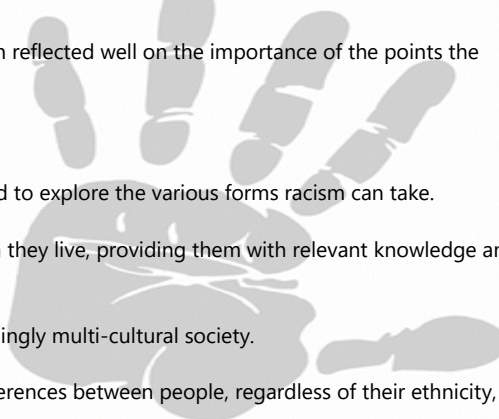 n reflected well on the importance of the points the
d to explore the various forms racism can take.
they live, providing them with relevant knowledge
ingly multi-cultural society.
erences between people, regardless of their ethnicity,